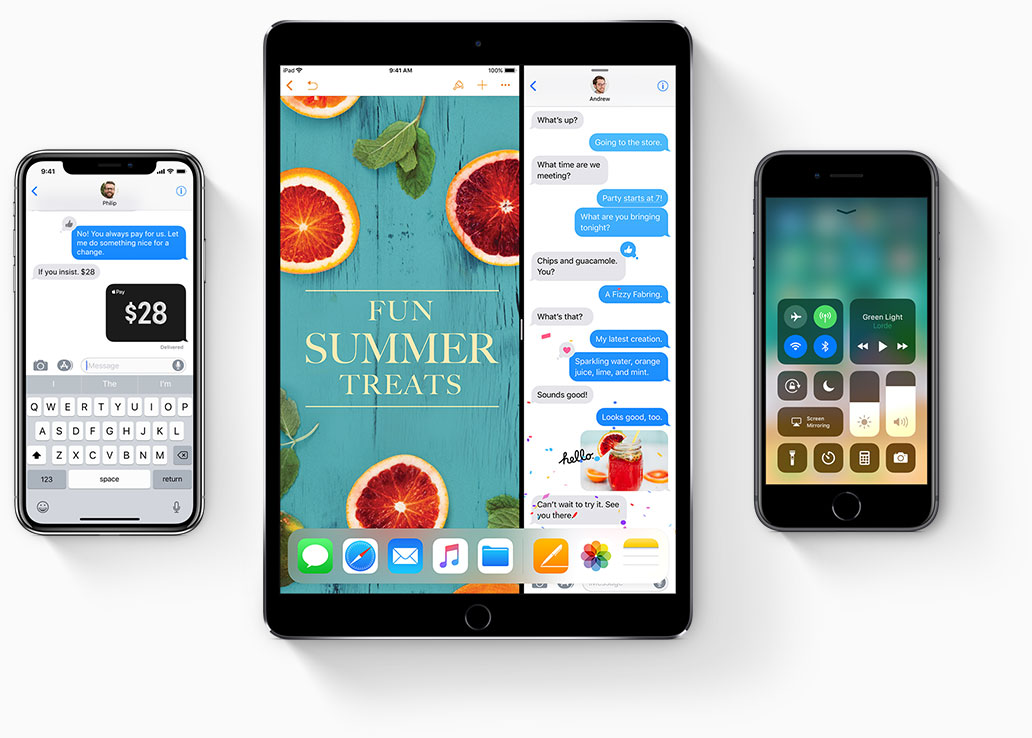 9:41
Philip
No! You always pay for us. Let
me do something nice for a
change.
If you insist. $28
Pay
$28
Delivered
iMessage
I
The
I'm
Q W E R T Y U I O P
A S D F G H J K L
Z X C V B N M
123
space
return
iPad
9:41 AM
100%
FUN
SUMMER
TREATS
Andrew
What's up?
Going to the store.
What time are we
meeting?
Party starts at 7!
What are you bringing
tonight?
Chips and guacamole.
You?
A Fizzy Fabring.
What's that?
My latest creation.
Sparkling water, orange
juice, lime, and mint.
Sounds good!
Looks good, too.
hello.
Can't wait to try it. See
you there
iMessage
Green Light
Lorde
Screen
Mirroring